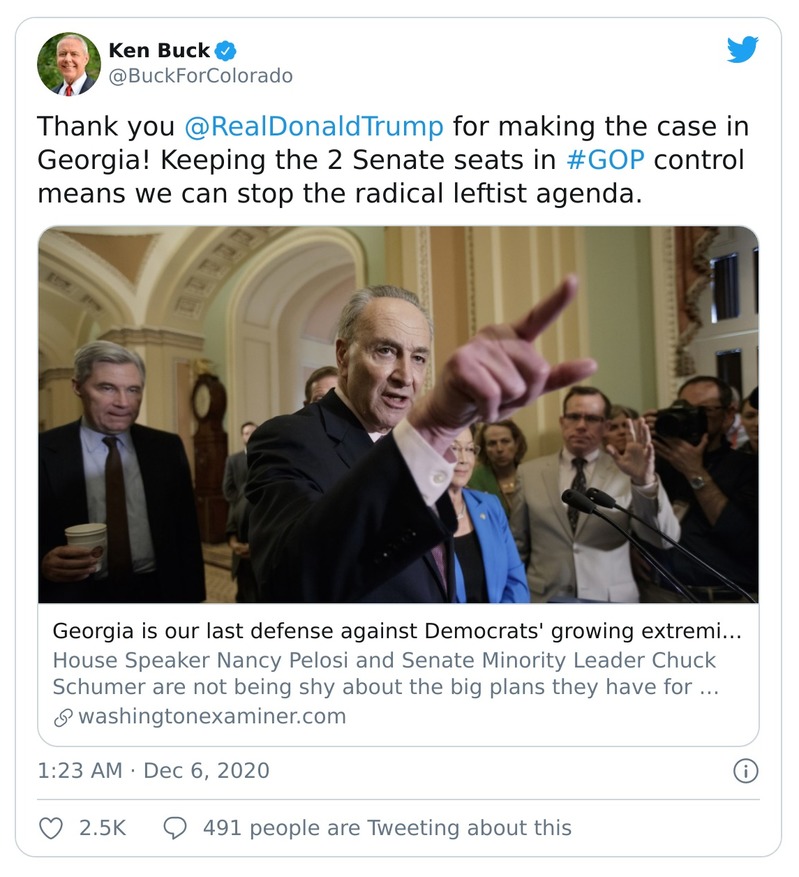 Ken Buck
@BuckForColorado
Thank you @RealDonaldTrump for making the case in
Georgia! Keeping the 2 Senate seats in #GOP control
means we can stop the radical leftist agenda.
Georgia is our last defense against Democrats' growing extremi...
House Speaker Nancy Pelosi and Senate Minority Leader Chuck
Schumer are not being shy about the big plans they have for ...
washingtonexaminer.com
1:23 AM · Dec 6, 2020
2.5K 491 people are Tweeting about this